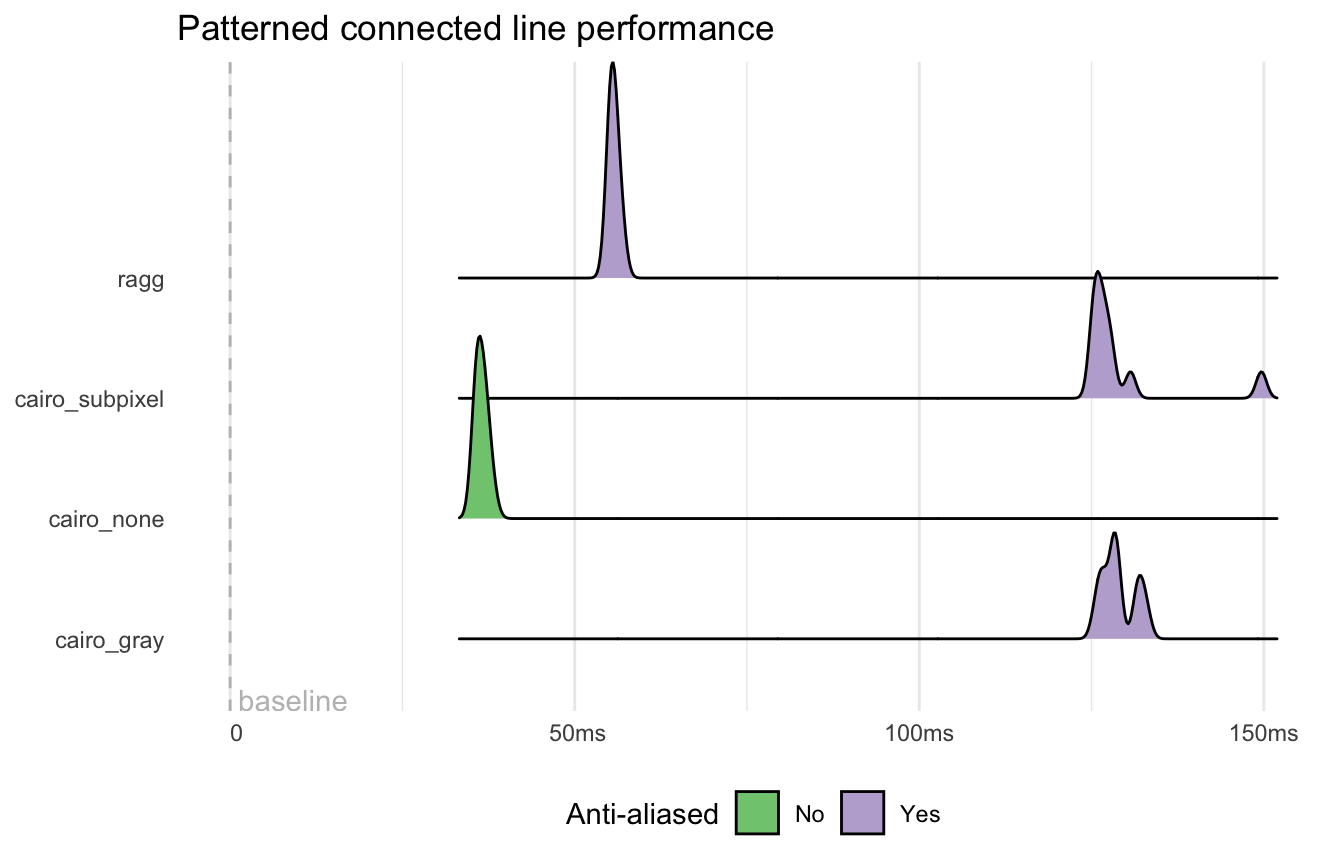 Patterned connected line performance
ragg
cairo_subpixel
cairo_none
cairo_gray
baseline
0 50ms 100ms 150ms
Anti-aliased No Yes